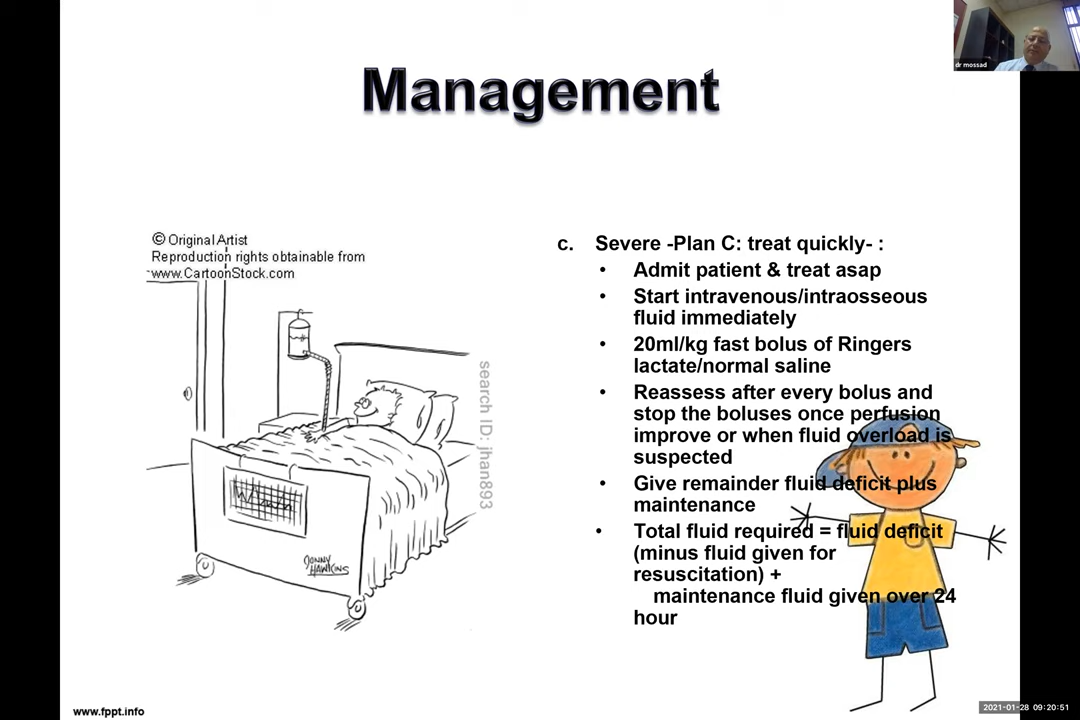 dr mossad
Management
© Original Artist
Reproduction rights obtainable from
www.CartoonStock.com
search ID: jhan893
JONNY
HAWKINS
c. Severe -Plan C: treat quickly- :
• Admit patient & treat asap
• Start intravenous/intraosseous
fluid immediately
• 20ml/kg fast bolus of Ringers
lactate/normal saline
• Reassess after every bolus and
stop the boluses once perfusion
improve or when fluid overload is
suspected
• Give remainder fluid deficit plus
maintenance
• Total fluid required = fluid deficit
(minus fluid given for
resuscitation) +
maintenance fluid given over 24
hour
www.fppt.info
2021-01-28 09:20:51